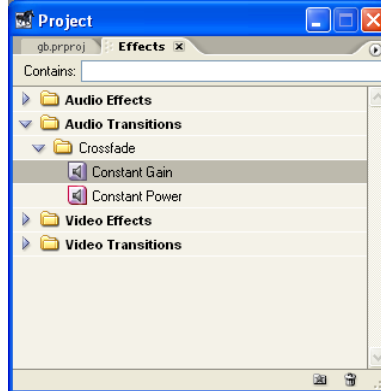 Project
gb.prproj Effects
Contains:
Audio Effects
Audio Transitions
Crossfade
Constant Gain
Constant Power
Video Effects
Video Transitions